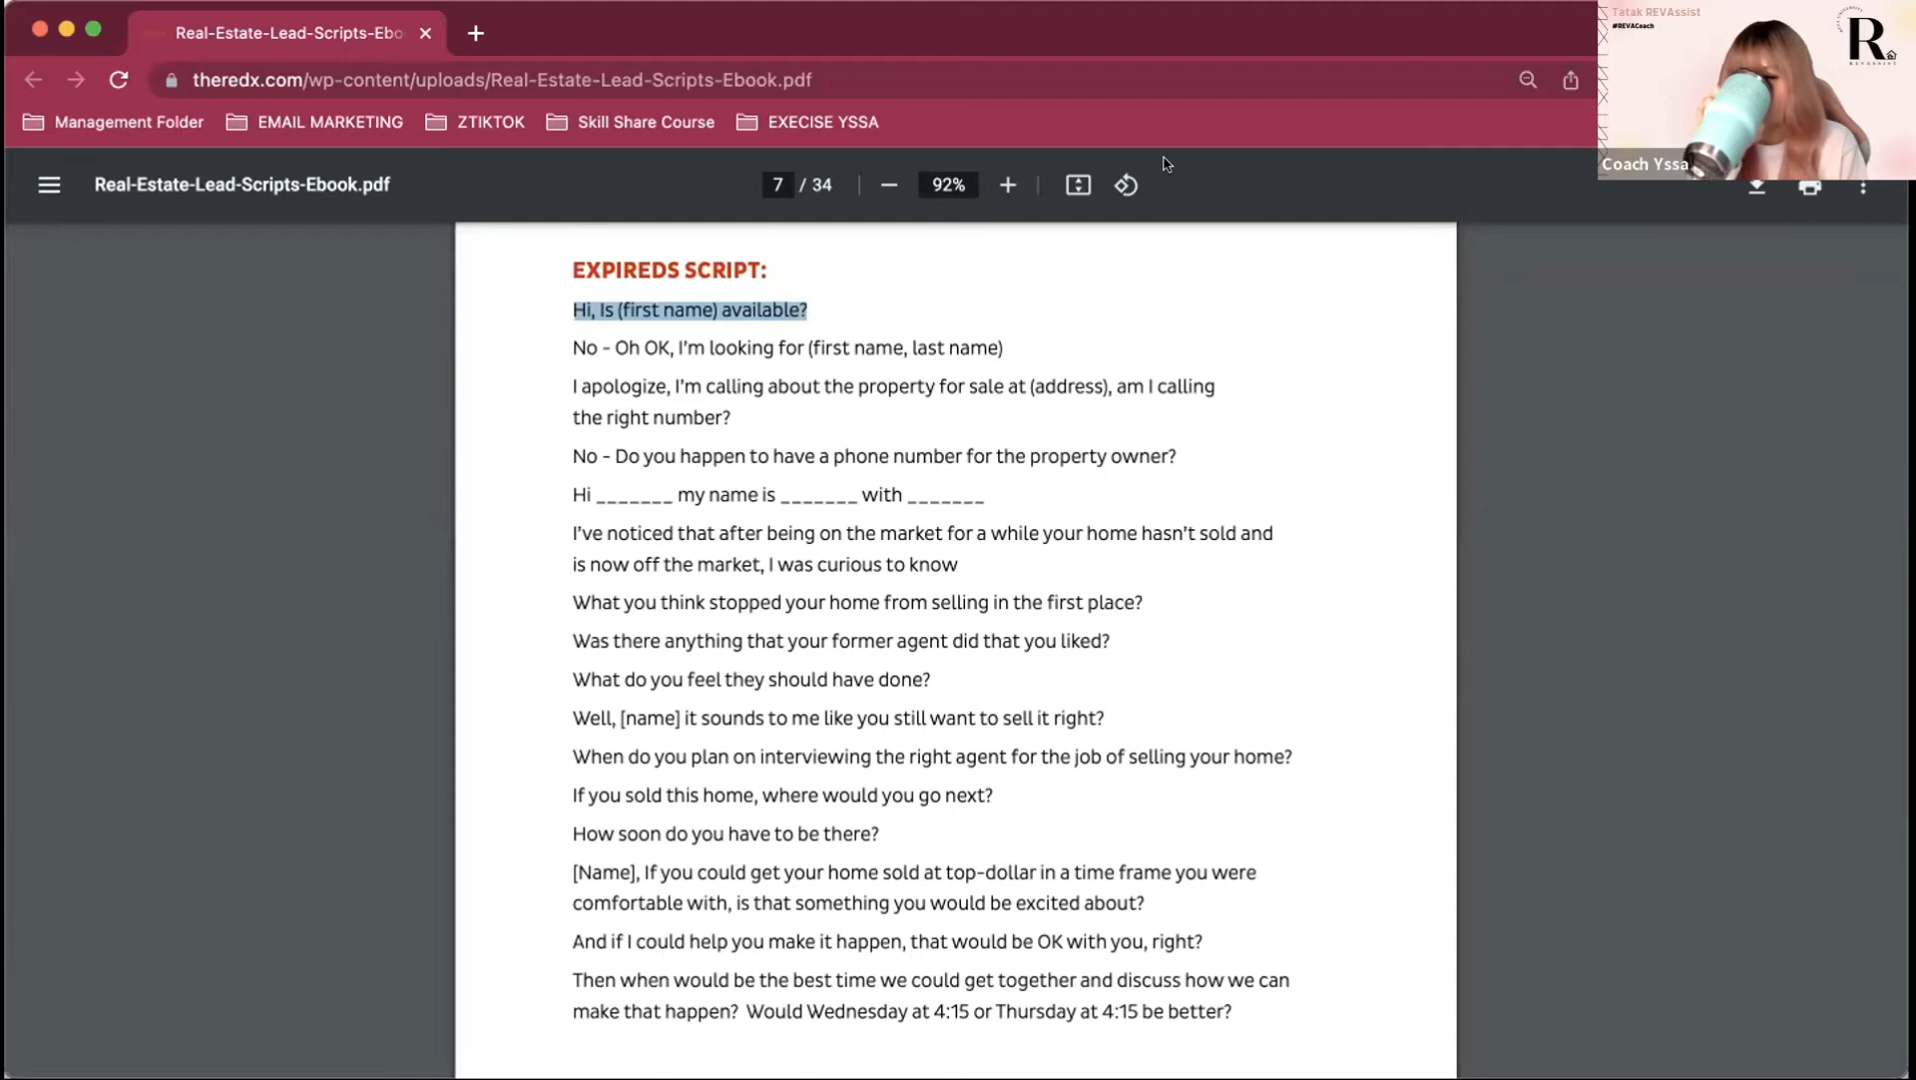 Real-Estate-Lead-Scripts-Ebo
theredx.com/wp-content/uploads/Real-Estate-Lead-Scripts-Ebook.pdf
Management Folder EMAIL MARKETING ZTIKTOK Skill Share Course EXECISE YSSA
Tatak REVAssist
#REVACoach
R
REVASSIST
Coach Yssa
Real-Estate-Lead-Scripts-Ebook.pdf 7 / 34 92%
EXPIREDS SCRIPT:
Hi, Is (first name) available?
No - Oh OK, I'm looking for (first name, last name)
I apologize, I'm calling about the property for sale at (address), am I calling
the right number?
No - Do you happen to have a phone number for the property owner?
Hi _______ my name is _______ with _______
I've noticed that after being on the market for a while your home hasn't sold and
is now off the market, I was curious to know
What you think stopped your home from selling in the first place?
Was there anything that your former agent did that you liked?
What do you feel they should have done?
Well, [name] it sounds to me like you still want to sell it right?
When do you plan on interviewing the right agent for the job of selling your home?
If you sold this home, where would you go next?
How soon do you have to be there?
[Name], If you could get your home sold at top-dollar in a time frame you were
comfortable with, is that something you would be excited about?
And if I could help you make it happen, that would be OK with you, right?
Then when would be the best time we could get together and discuss how we can
make that happen? Would Wednesday at 4:15 or Thursday at 4:15 be better?